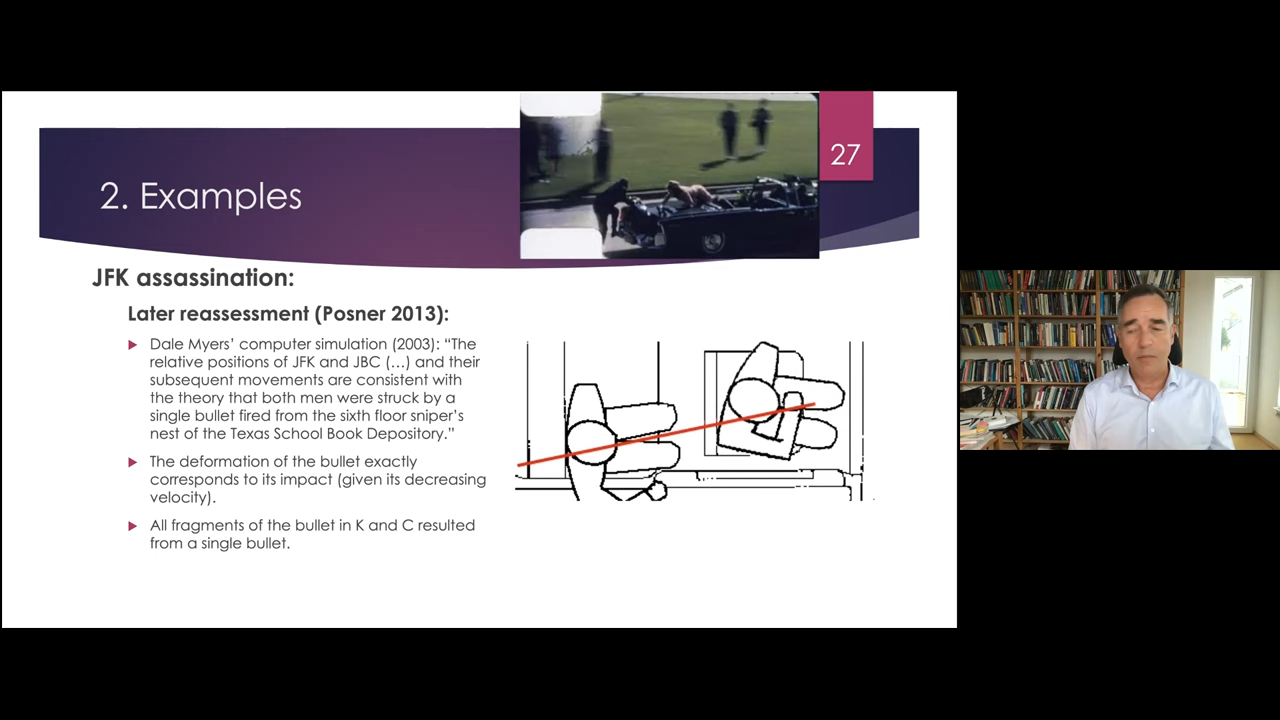 27
2. Examples
JFK assassination:
Later reassessment (Posner 2013):
Dale Myers’ computer simulation (2003): “The
relative positions of JFK and JBC (…) and their
subsequent movements are consistent with
the theory that both men were struck by a
single bullet fired from the sixth floor sniper’s
nest of the Texas School Book Depository.”
The deformation of the bullet exactly
corresponds to its impact (given its decreasing
velocity).
All fragments of the bullet in K and C resulted
from a single bullet.